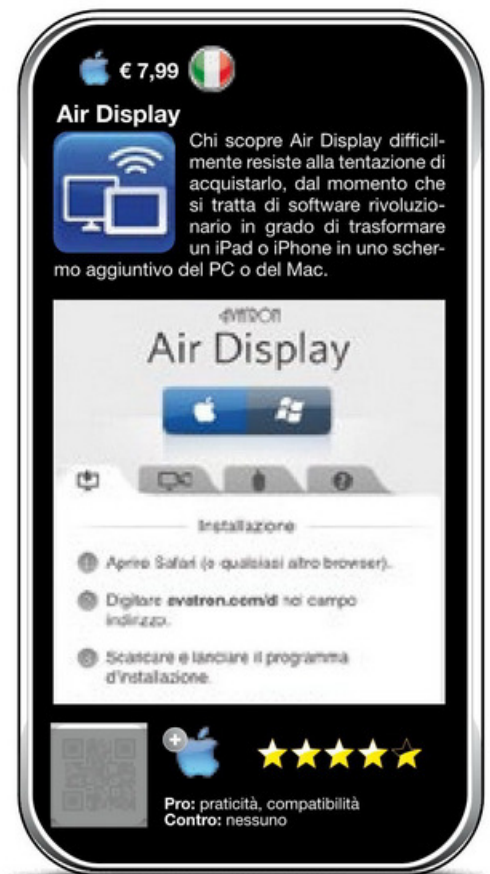 € 7,99
Air Display
Chi scopre Air Display difficil-
mente resiste alla tentazione di
acquistarlo, dal momento che
si tratta di software rivoluzio-
nario in grado di trasformare
un iPad o iPhone in uno scher-
mo aggiuntivo del PC o del Mac.
avatron
Air Display
Installazione
1 Aprire Safari (o qualsiasi altro browser).
2 Digitare avatron.com/d nel campo
indirizzo.
3 Scaricare e lanciare il programma
d'installazione.
Pro: praticità, compatibilità
Contro: nessuno